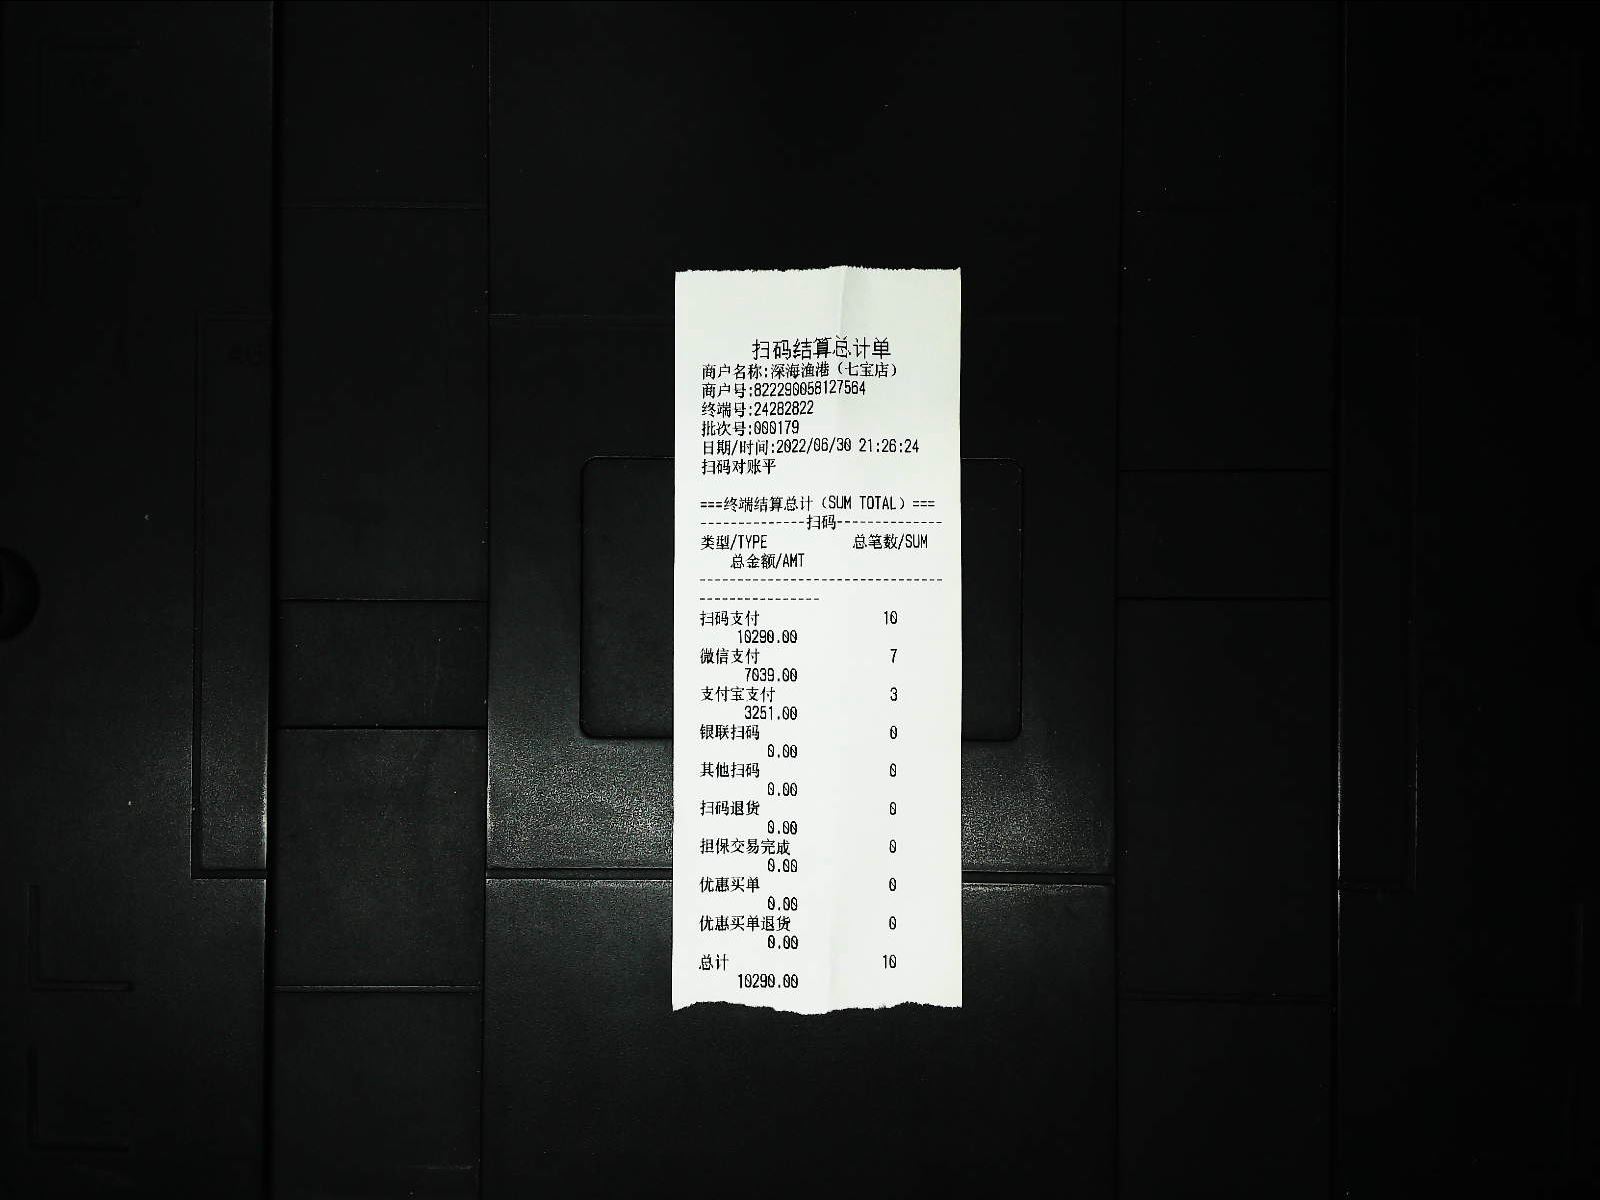 扫码结算总计单
商户名称:深海渔港（七宝店）
商户号:822290058127564
终端号:24282822
批次号:000179
日期/时间:2022/06/30 21:26:24
扫码对账平
===终端结算总计（SUM TOTAL）===
--------------扫码--------------
类型/TYPE 总笔数/SUM
总金额/AMT
--------------------------------
----------------
扫码支付 10
10290.00
微信支付 7
7039.00
支付宝支付 3
3251.00
银联扫码 0
0.00
其他扫码 0
0.00
扫码退货 0
0.00
担保交易完成 0
0.00
优惠买单 0
0.00
优惠买单退货 0
0.00
总计 10
10290.00